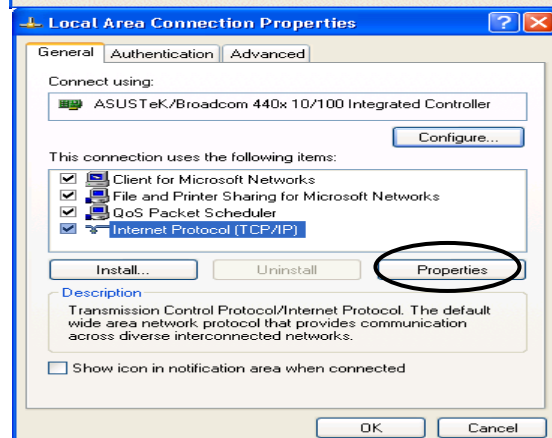 Local Area Connection Properties
General Authentication Advanced
Connect using:
ASUSTeK/Broadcom 440x 10/100 Integrated Controller
Configure...
This connection uses the following items:
Client for Microsoft Networks
File and Printer Sharing for Microsoft Networks
QoS Packet Scheduler
Internet Protocol (TCP/IP)
Install... Uninstall Properties
Description
Transmission Control Protocol/Internet Protocol. The default
wide area network protocol that provides communication
across diverse interconnected networks.
Show icon in notification area when connected
OK Cancel